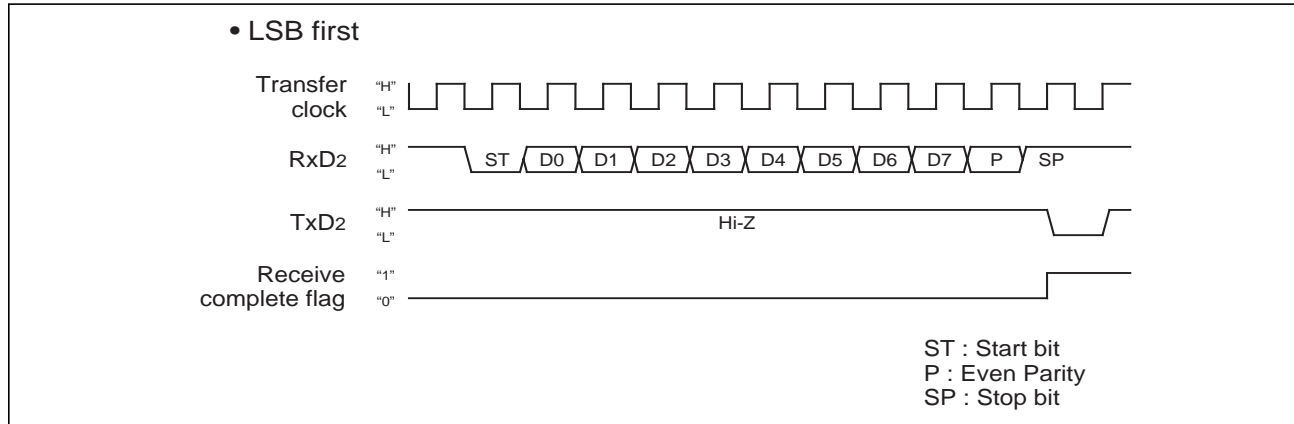 • LSB first
Transfer clock
“H”
“L”
RxD2
“H”
“L”
ST D0 D1 D2 D3 D4 D5 D6 D7 P SP
TxD2
“H”
“L”
Hi-Z
Receive complete flag
“1”
“0”
ST : Start bit
P : Even Parity
SP : Stop bit